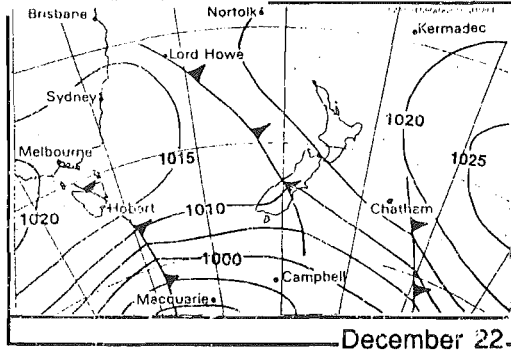 Brisbane
Norfolk
Kermadec
Lord Howe
Sydney
1020
1015
1025
Melbourne
1020
Hobart
1010
Chatham
1000
Campbell
Macquarie
December 22